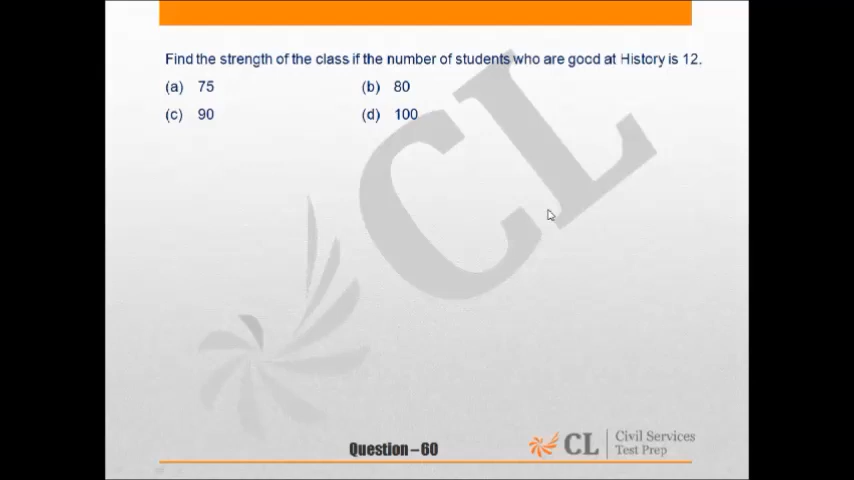 Find the strength of the class if the number of students who are good at History is 12.
(a) 75 (b) 80
(c) 90 (d) 100
CL
Question – 60
CL Civil Services
Test Prep